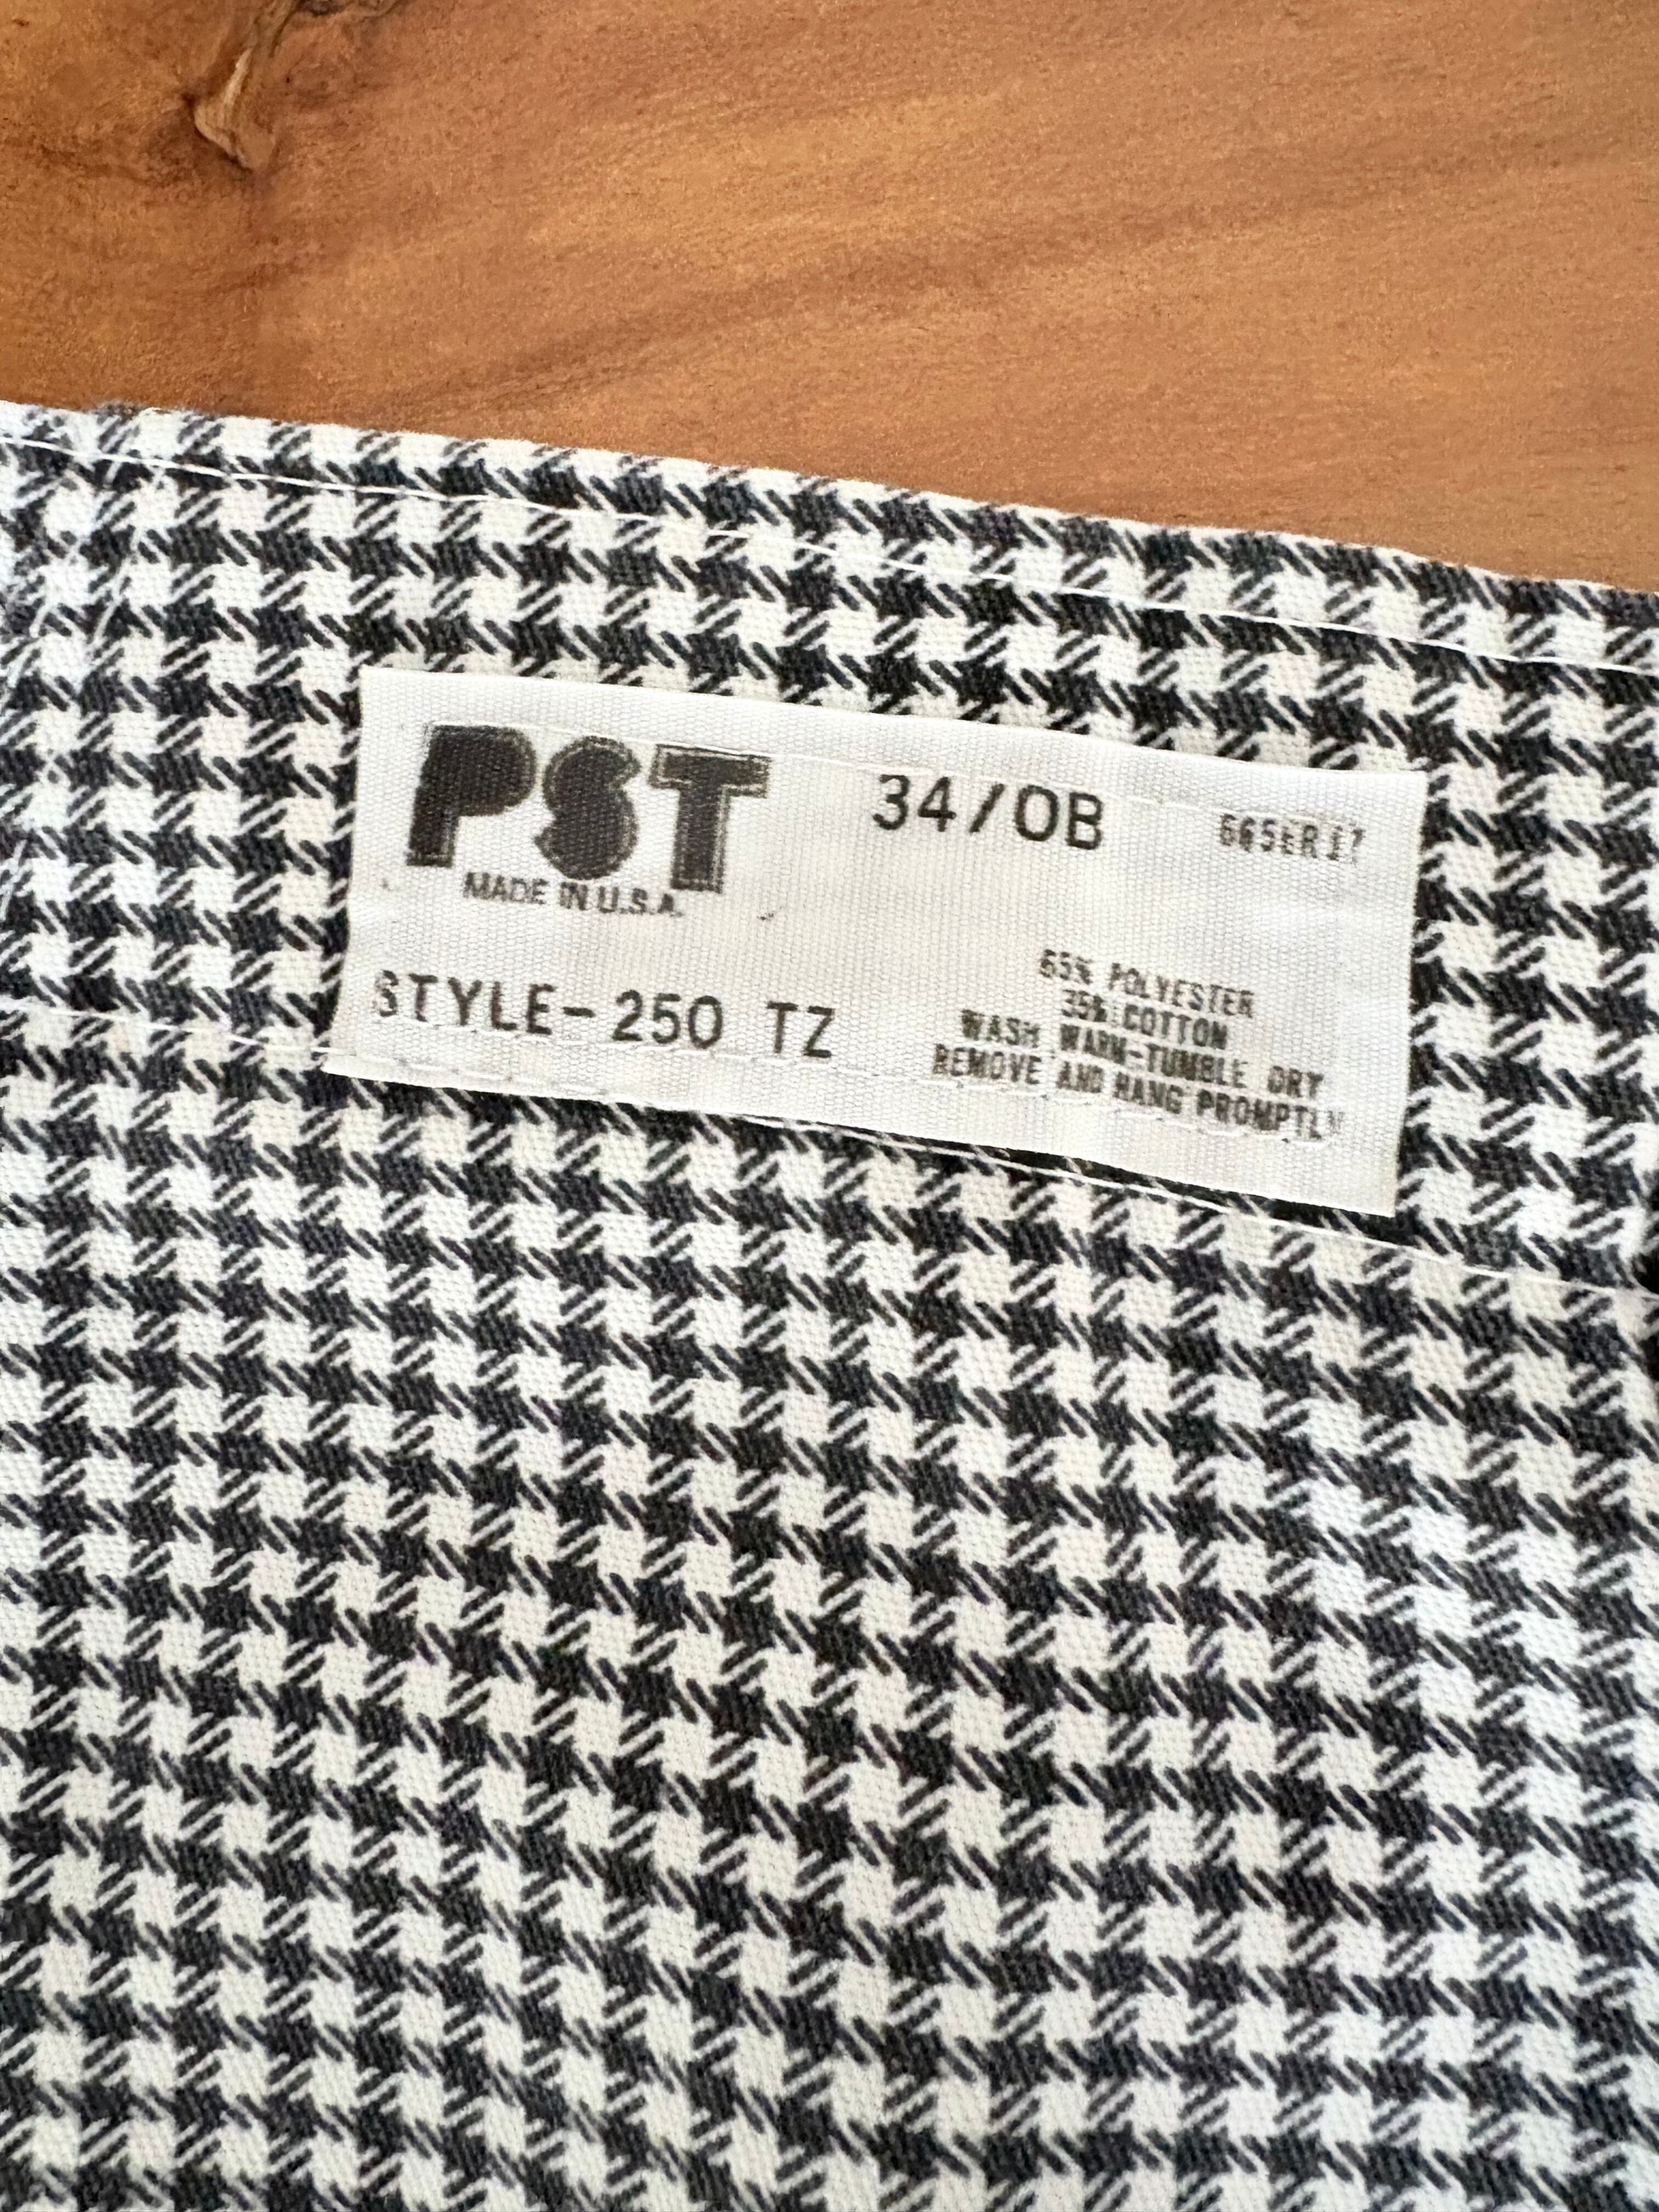 PST 34/OB
MADE IN U.S.A.
STYLE-250 TZ
65% POLYESTER
35% COTTON
WASH WARM-TUMBLE DRY
REMOVE AND HANG PROMPTLY